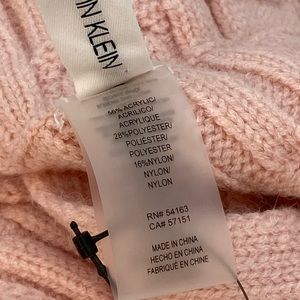 IN KLEIN
56% ACRYLIC/
ACRILICO/
ACRYLIQUE
28% POLYESTER/
POLIESTER/
POLYESTER
16% NYLON/
NYLON/
NYLON
RN# 54163
CA# 57151
MADE IN CHINA
HECHO EN CHINA
FABRIQUÉ EN CHINE